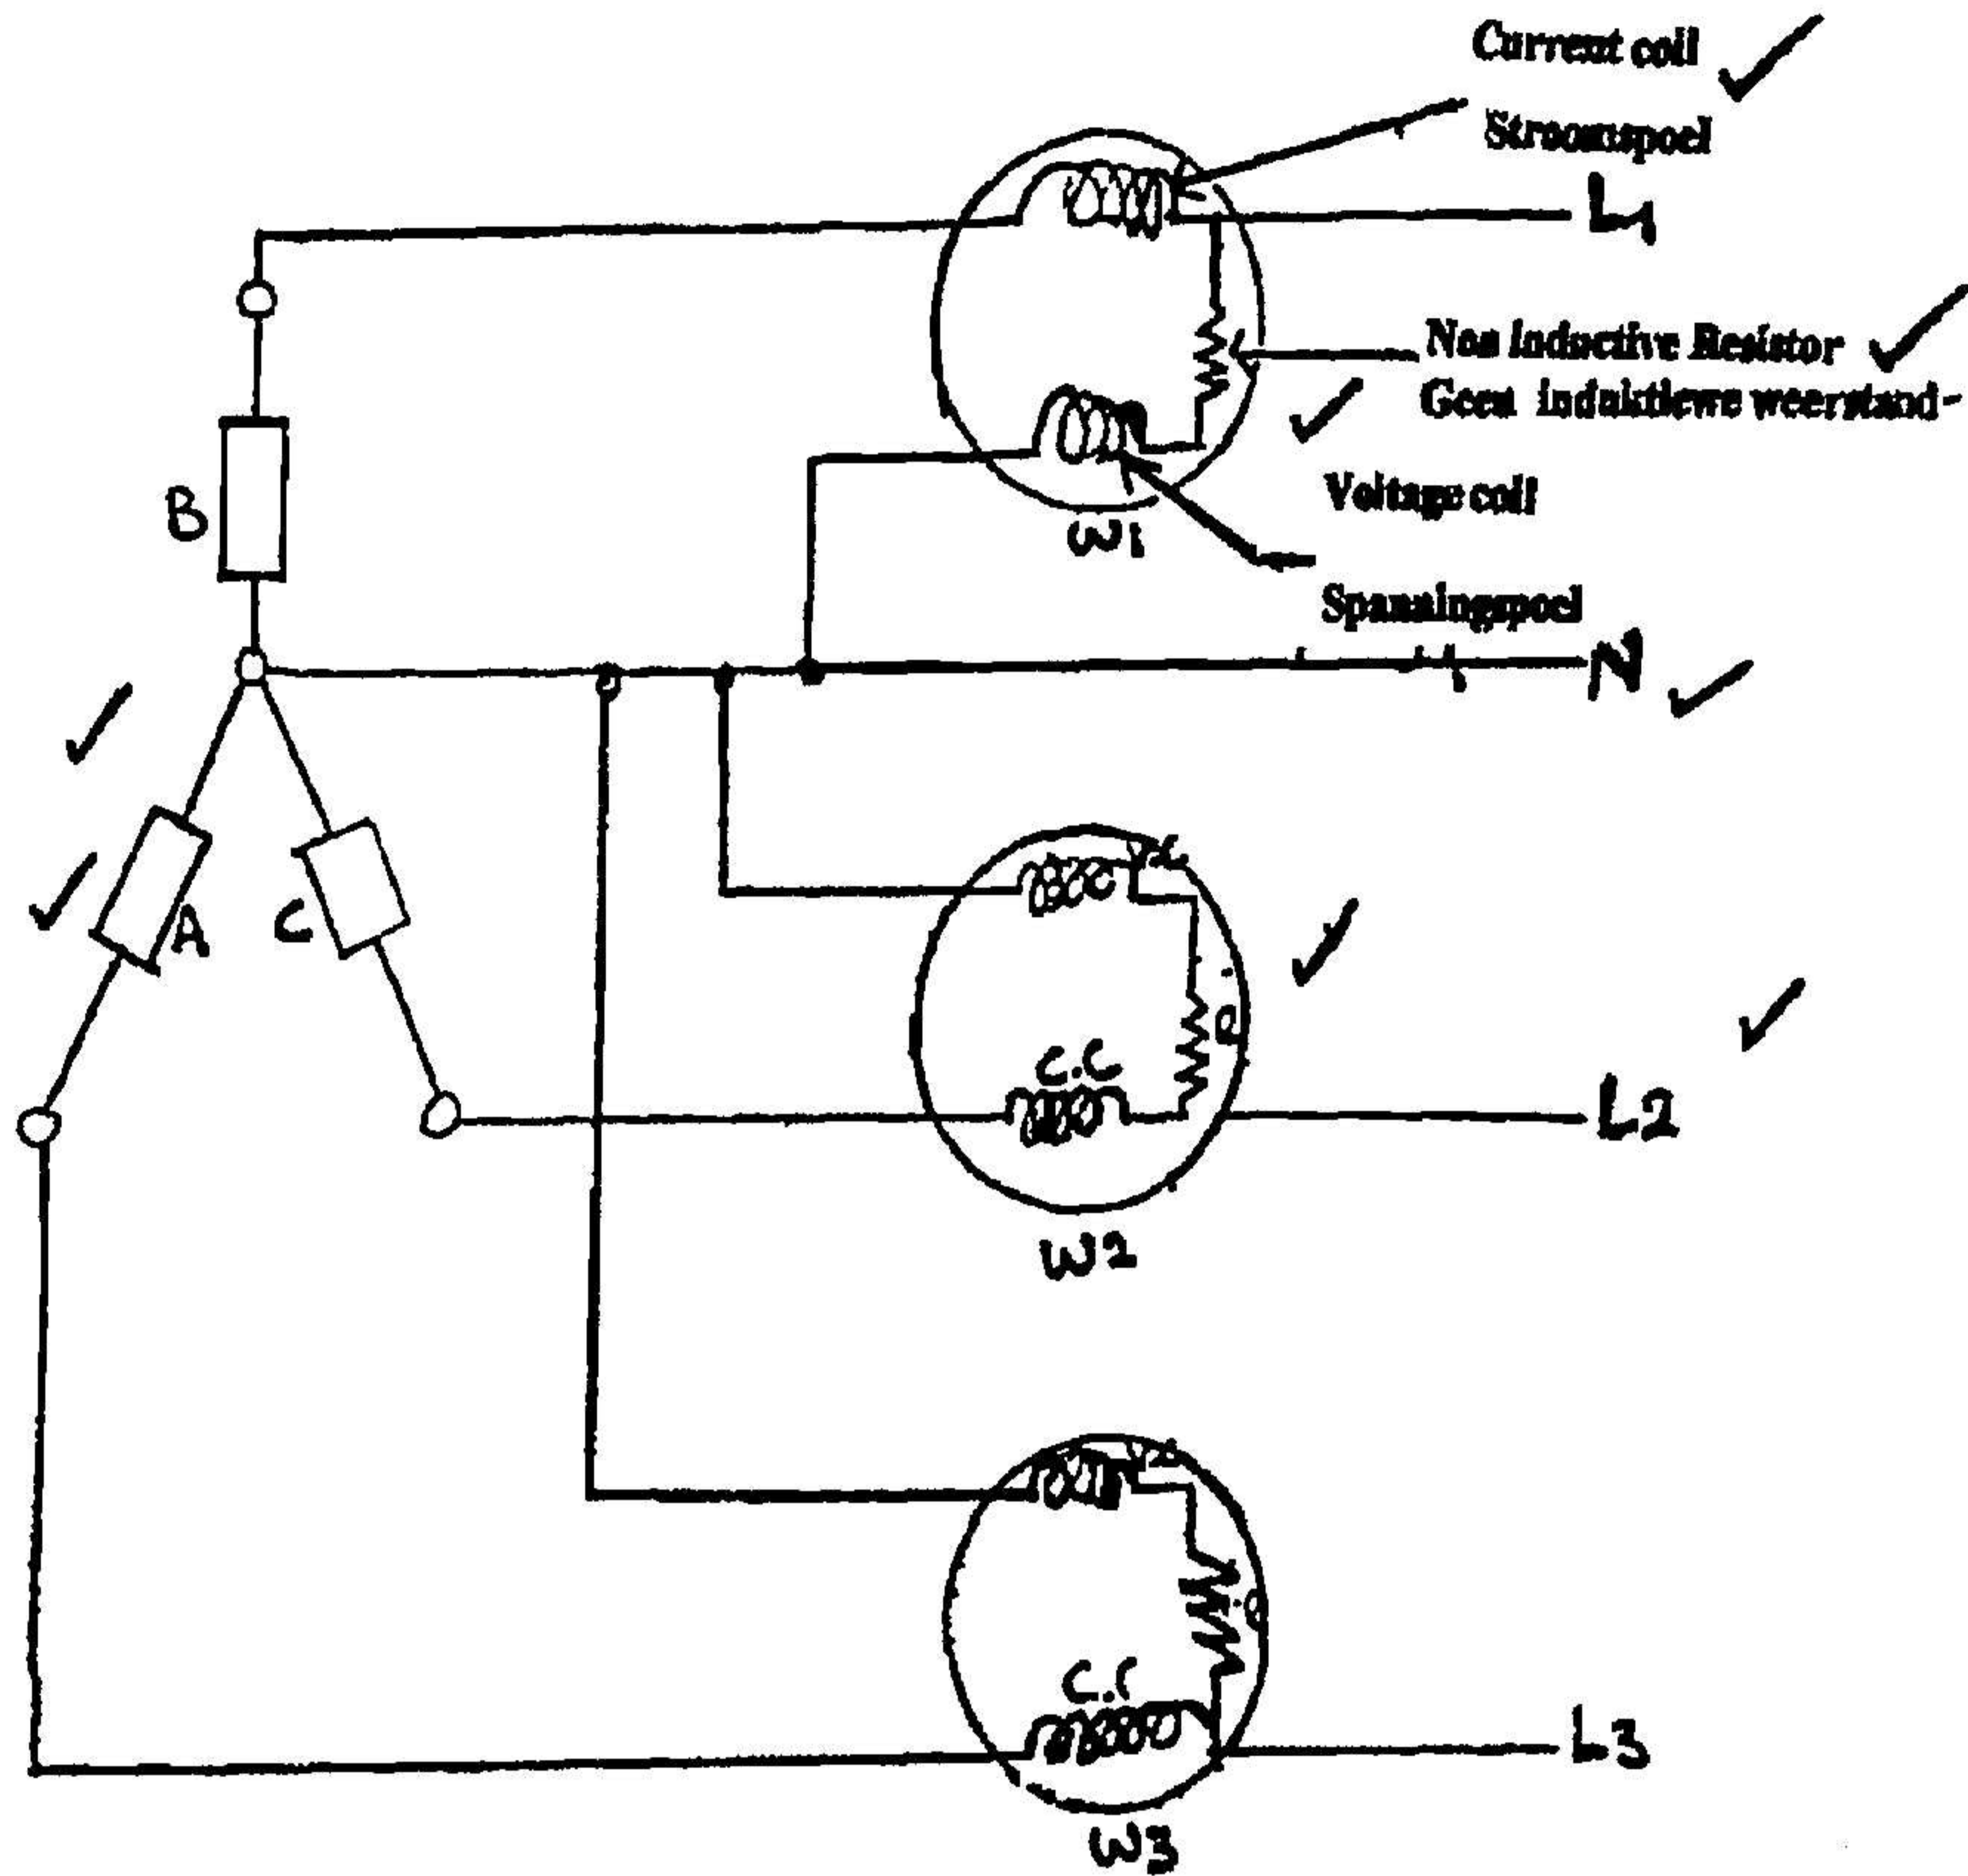 Current coil
Stroomspoel
L1
Non Inductive Resistor
Geen induktiewe weerstand-
B
Voltage coil
W1
Spanningspoel
N
A
C
C.C
L2
W2
C.C
L3
W3